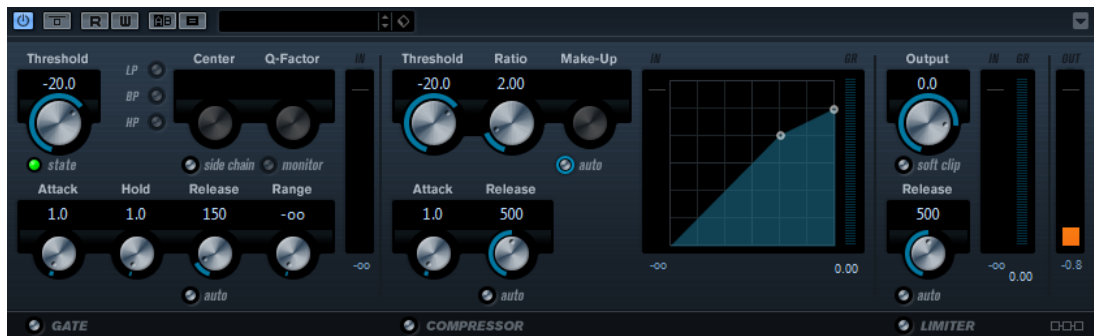 R W AB
Threshold Center Q-Factor IN Threshold Ratio Make-Up IN GR Output IN GR OUT
LP
-20.0 -20.0 2.00 0.0
BP
HP
state side chain monitor auto soft clip
Attack Hold Release Range Attack Release Release
1.0 1.0 150 -oo 1.0 500 500
-oo -oo 0.00 -oo 0.00 -0.8
auto auto auto
GATE COMPRESSOR LIMITER